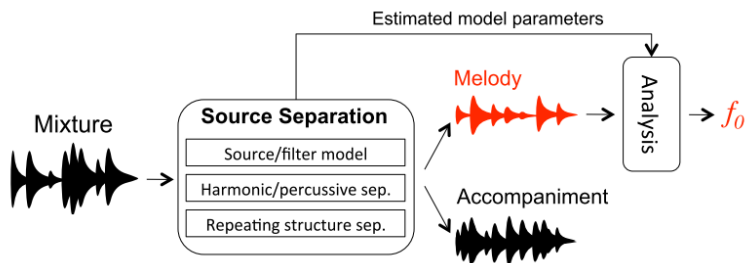 Estimated model parameters
Mixture
Source Separation
Source/filter model
Harmonic/percussive sep.
Repeating structure sep.
Melody
Accompaniment
Analysis
f0